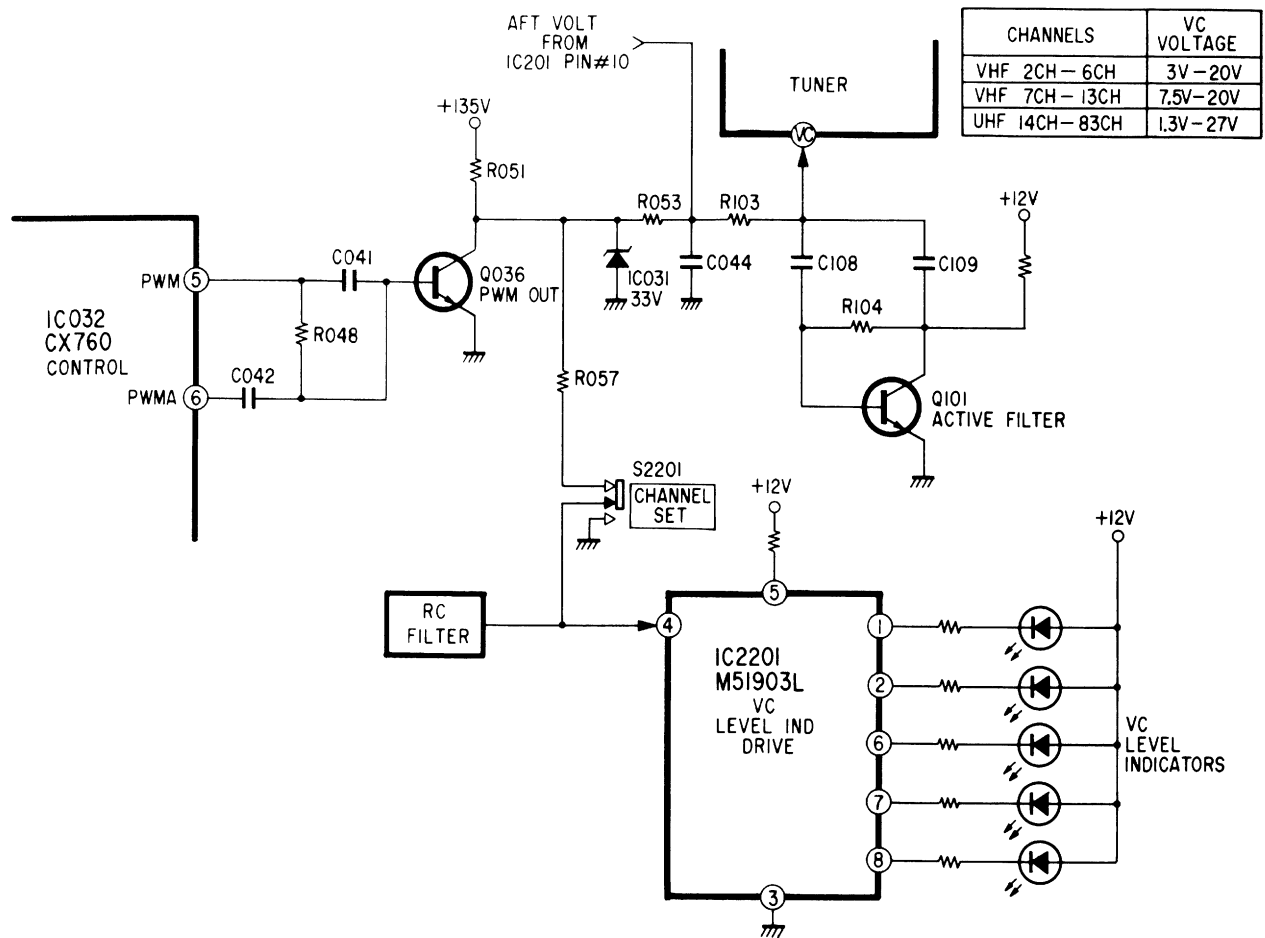 AFT VOLT
FROM
IC201 PIN#10
CHANNELS
VC
VOLTAGE
VHF 2CH–6CH
3V–20V
VHF 7CH–13CH
7.5V–20V
UHF 14CH–83CH
1.3V–27V
TUNER
VC
+135V
R051
R053
R103
+12V
PWM
5
C041
Q036
PWM OUT
IC031
33V
C044
C108
C109
R104
IC032
CX760
CONTROL
R048
PWMA
6
C042
R057
Q101
ACTIVE FILTER
S2201
CHANNEL
SET
+12V
+12V
RC
FILTER
4
5
1
IC2201
M51903L
VC
LEVEL IND
DRIVE
2
6
7
8
3
VC
LEVEL
INDICATORS